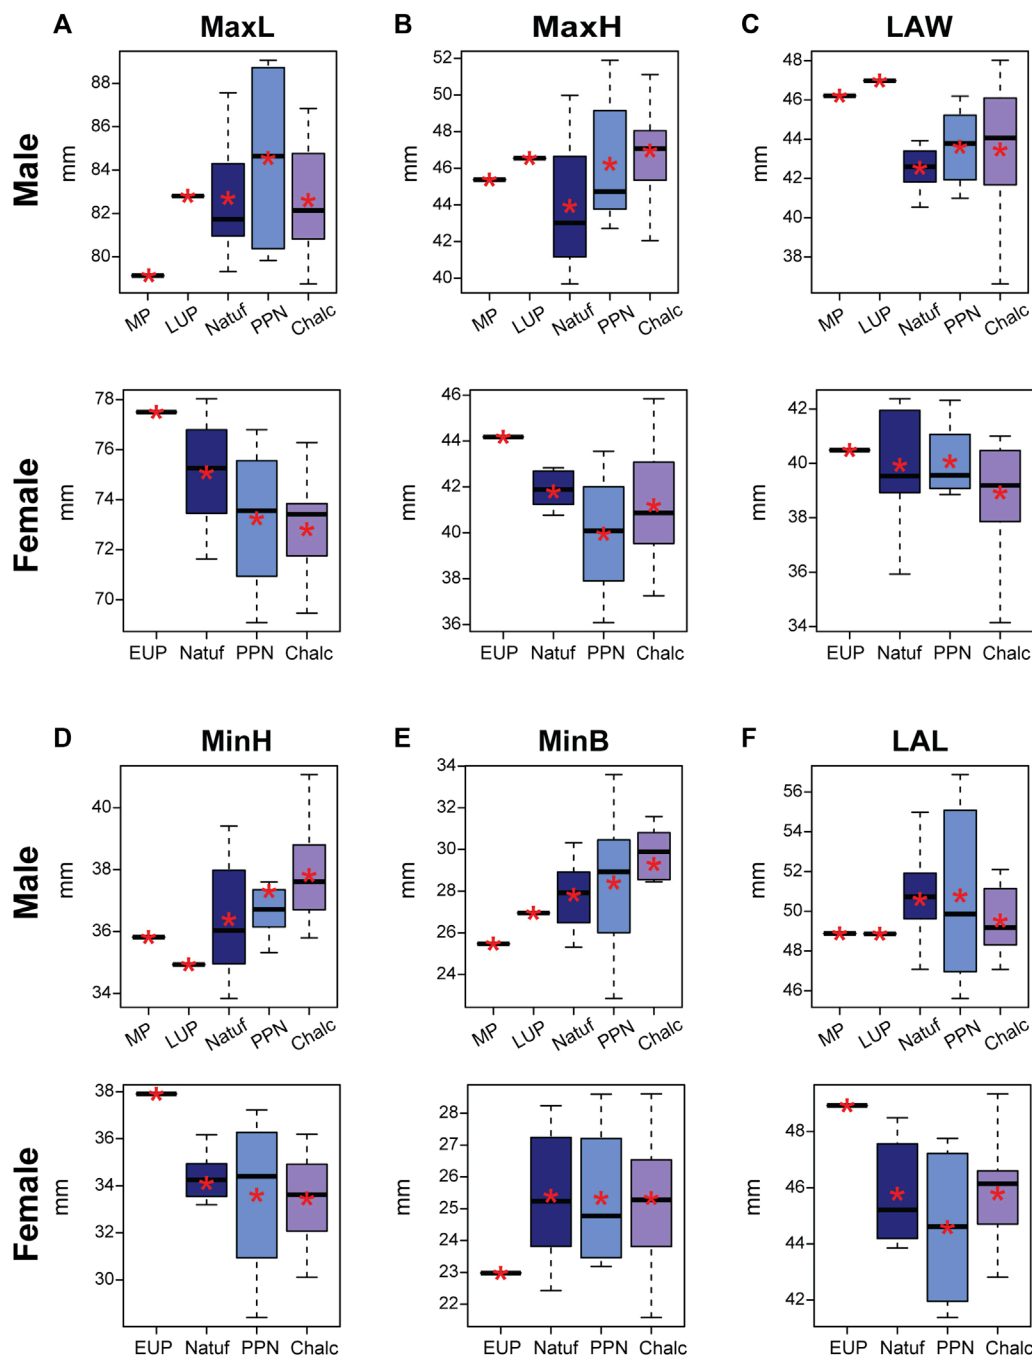 A MaxL
B MaxH
C LAW
Male
mm
88
86
84
82
80
MP LUP Natuf PPN Chalc
mm
52
50
48
46
44
42
40
MP LUP Natuf PPN Chalc
mm
46
44
42
40
38
MP LUP Natuf PPN Chalc
Female
mm
78
76
74
72
70
EUP Natuf PPN Chalc
mm
46
44
42
40
38
36
EUP Natuf PPN Chalc
mm
42
40
38
36
34
EUP Natuf PPN Chalc
D MinH
E MinB
F LAL
Male
mm
40
38
36
34
MP LUP Natuf PPN Chalc
mm
34
32
30
28
26
24
MP LUP Natuf PPN Chalc
mm
56
54
52
50
48
46
MP LUP Natuf PPN Chalc
Female
mm
38
36
34
32
30
EUP Natuf PPN Chalc
mm
28
27
26
25
24
23
22
EUP Natuf PPN Chalc
mm
48
46
44
42
EUP Natuf PPN Chalc